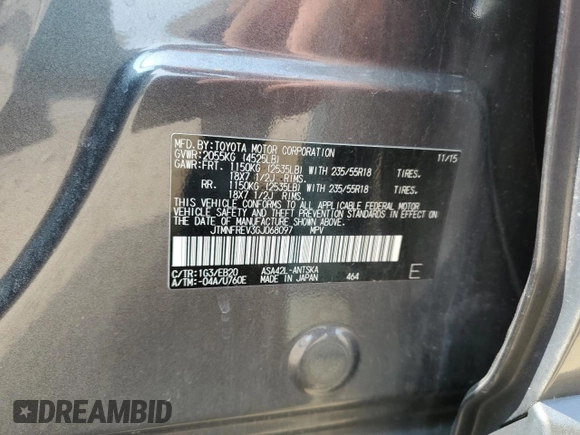 MFD.BY:TOYOTA MOTOR CORPORATION 11/15
GVWR:2055KG (4525LB)
GAWR:FRT. 1150KG (2535LB) WITH 235/55R18 TIRES.
18X7 1/2J RIMS.
RR. 1150KG (2535LB) WITH 235/55R18 TIRES.
18X7 1/2J RIMS.
THIS VEHICLE CONFORMS TO ALL APPLICABLE FEDERAL MOTOR
VEHICLE SAFETY AND THEFT PREVENTION STANDARDS IN EFFECT ON
THE DATE OF MANUFACTURE SHOWN ABOVE.
JTMNFREV3GJ068097 MPV
C/TR:1G3/EB20 ASA42L-ANTSKA
A/TM:-04A/U760E MADE IN JAPAN 464 E
DREAMBID